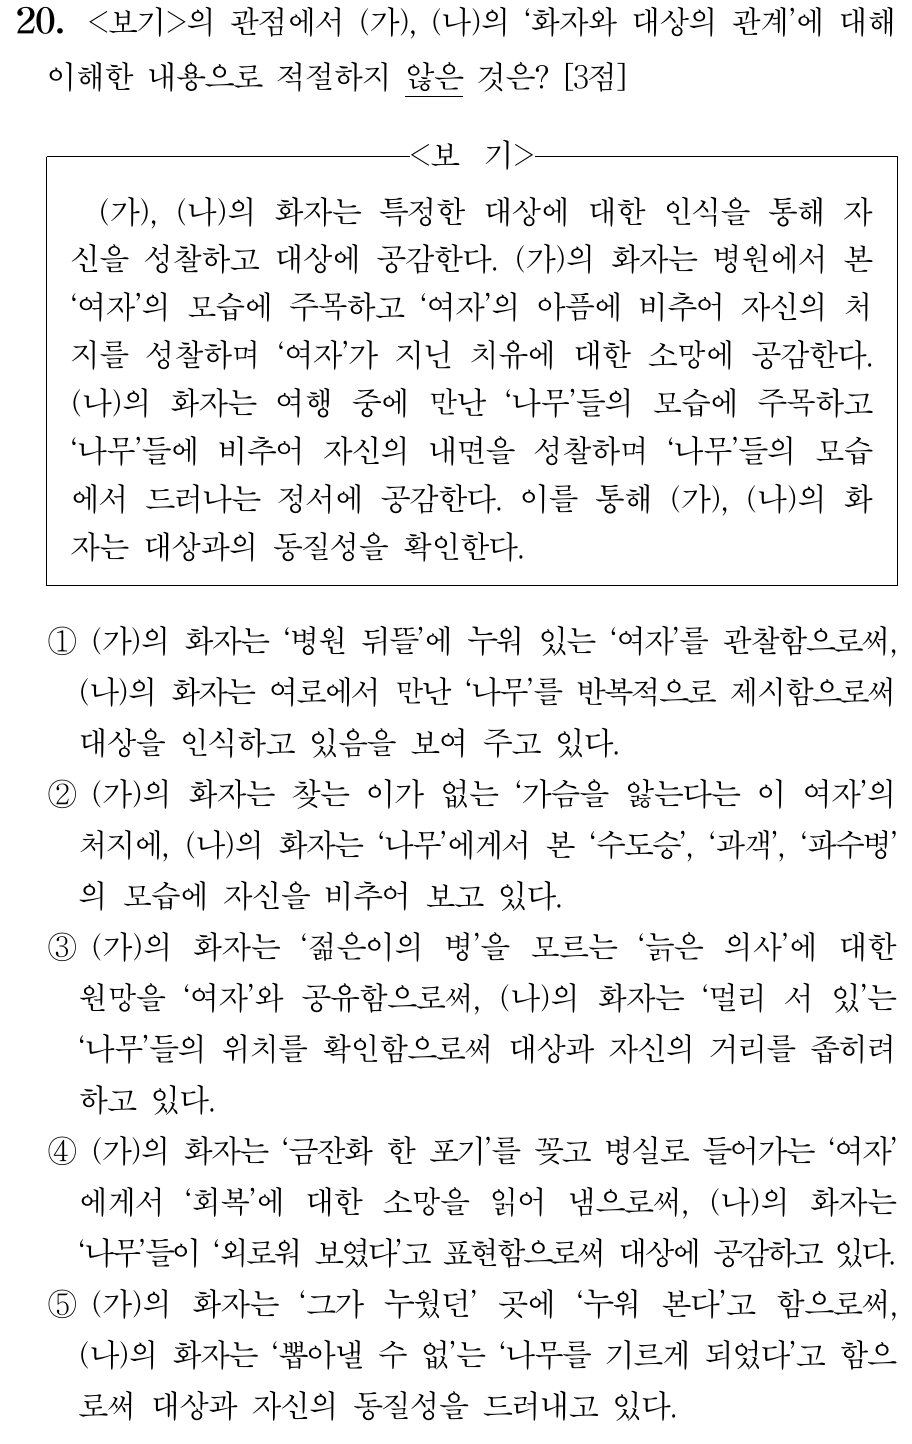 20. <보기>의 관점에서 (가), (나)의 ‘화자와 대상의 관계’에 대해
이해한 내용으로 적절하지 않은 것은? [3점]
<보 기>
(가), (나)의 화자는 특정한 대상에 대한 인식을 통해 자
신을 성찰하고 대상에 공감한다. (가)의 화자는 병원에서 본
‘여자’의 모습에 주목하고 ‘여자’의 아픔에 비추어 자신의 처
지를 성찰하며 ‘여자’가 지닌 치유에 대한 소망에 공감한다.
(나)의 화자는 여행 중에 만난 ‘나무’들의 모습에 주목하고
‘나무’들에 비추어 자신의 내면을 성찰하며 ‘나무’들의 모습
에서 드러나는 정서에 공감한다. 이를 통해 (가), (나)의 화
자는 대상과의 동질성을 확인한다.
① (가)의 화자는 ‘병원 뒤뜰’에 누워 있는 ‘여자’를 관찰함으로써,
(나)의 화자는 여로에서 만난 ‘나무’를 반복적으로 제시함으로써
대상을 인식하고 있음을 보여 주고 있다.
② (가)의 화자는 찾는 이가 없는 ‘가슴을 앓는다는 이 여자’의
처지에, (나)의 화자는 ‘나무’에게서 본 ‘수도승’, ‘과객’, ‘파수병’
의 모습에 자신을 비추어 보고 있다.
③ (가)의 화자는 ‘젊은이의 병’을 모르는 ‘늙은 의사’에 대한
원망을 ‘여자’와 공유함으로써, (나)의 화자는 ‘멀리 서 있’는
‘나무’들의 위치를 확인함으로써 대상과 자신의 거리를 좁히려
하고 있다.
④ (가)의 화자는 ‘금잔화 한 포기’를 꽂고 병실로 들어가는 ‘여자’
에게서 ‘회복’에 대한 소망을 읽어 냄으로써, (나)의 화자는
‘나무’들이 ‘외로워 보였다’고 표현함으로써 대상에 공감하고 있다.
⑤ (가)의 화자는 ‘그가 누웠던’ 곳에 ‘누워 본다’고 함으로써,
(나)의 화자는 ‘뽑아낼 수 없’는 ‘나무를 기르게 되었다’고 함으
로써 대상과 자신의 동질성을 드러내고 있다.